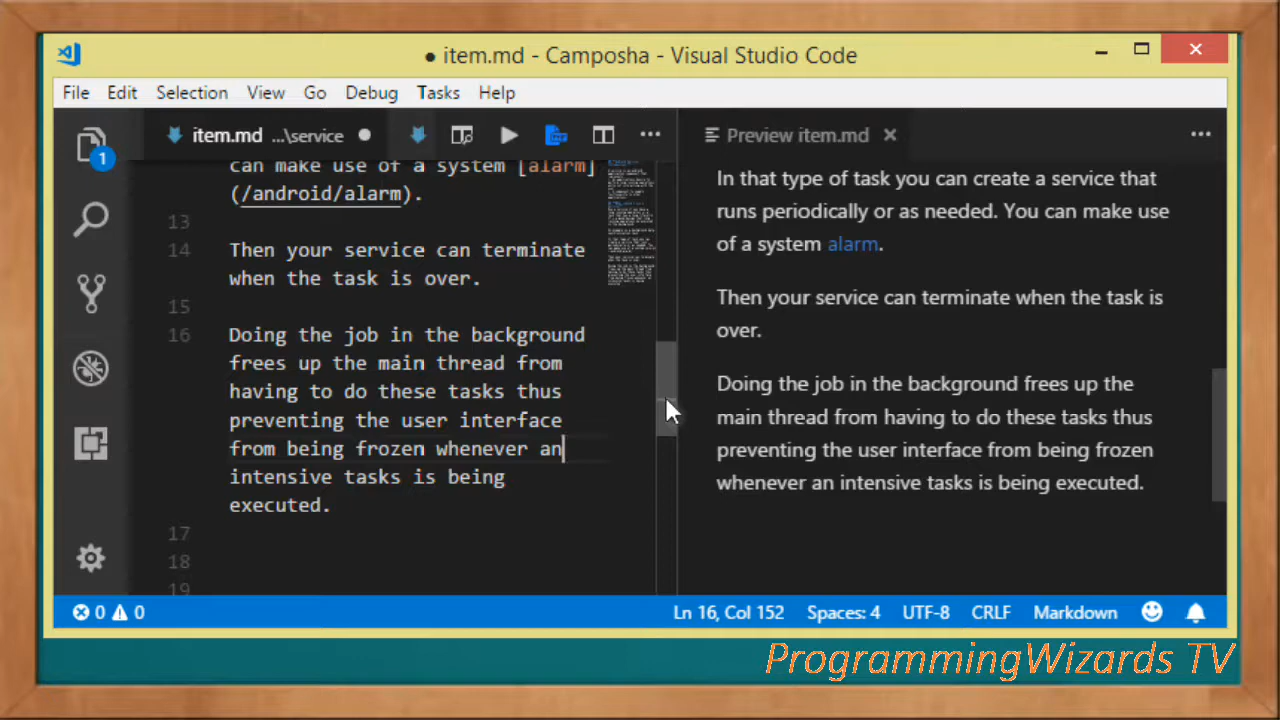 ● item.md - Camposha - Visual Studio Code
File Edit Selection View Go Debug Tasks Help
1
item.md ...\service ●
Preview item.md
can make use of a system [alarm]
(/android/alarm).
13
14 Then your service can terminate
when the task is over.
15
16 Doing the job in the background
frees up the main thread from
having to do these tasks thus
preventing the user interface
from being frozen whenever an
intensive tasks is being
executed.
17
18
19
In that type of task you can create a service that
runs periodically or as needed. You can make use
of a system alarm.
Then your service can terminate when the task is
over.
Doing the job in the background frees up the
main thread from having to do these tasks thus
preventing the user interface from being frozen
whenever an intensive tasks is being executed.
0 0 Ln 16, Col 152 Spaces: 4 UTF-8 CRLF Markdown
ProgrammingWizards TV